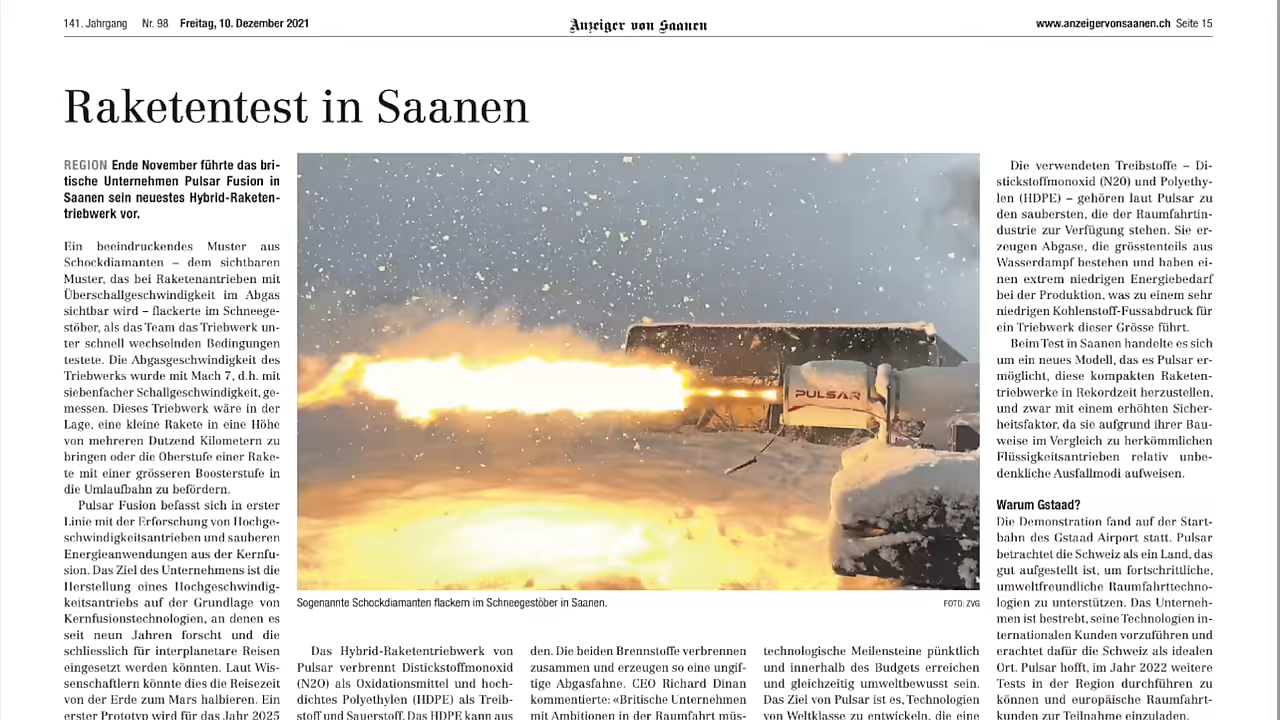 141. Jahrgang Nr. 98 Freitag, 10. Dezember 2021
Anzeiger von Saanen
www.anzeigervonsaanen.ch Seite 15
Raketentest in Saanen
REGION Ende November führte das bri-
tische Unternehmen Pulsar Fusion in
Saanen sein neuestes Hybrid-Raketen-
triebwerk vor.
Ein beeindruckendes Muster aus
Schockdiamanten – dem sichtbaren
Muster, das bei Raketenantrieben mit
Überschallgeschwindigkeit im Abgas
sichtbar wird – flackerte im Schneege-
stöber, als das Team das Triebwerk un-
ter schnell wechselnden Bedingungen
testete. Die Abgasgeschwindigkeit des
Triebwerks wurde mit Mach 7, d.h. mit
siebenfacher Schallgeschwindigkeit, ge-
messen. Dieses Triebwerk wäre in der
Lage, eine kleine Rakete in eine Höhe
von mehreren Dutzend Kilometern zu
bringen oder die Oberstufe einer Rake-
te mit einer grösseren Boosterstufe in
die Umlaufbahn zu befördern.
Pulsar Fusion befasst sich in erster
Linie mit der Erforschung von Hochge-
schwindigkeitsantrieben und sauberen
Energieanwendungen aus der Kernfu-
sion. Das Ziel des Unternehmens ist die
Herstellung eines Hochgeschwindig-
keitsantriebs auf der Grundlage von
Kernfusionstechnologien, an denen es
seit neun Jahren forscht und die
schliesslich für interplanetare Reisen
eingesetzt werden könnten. Laut Wis-
senschaftlern könnte dies die Reisezeit
von der Erde zum Mars halbieren. Ein
erster Prototyp wird für das Jahr 2025
PULSAR
Sogenannte Schockdiamanten flackern im Schneegestöber in Saanen.
FOTO: ZVG
Das Hybrid-Raketentriebwerk von
Pulsar verbrennt Distickstoffmonoxid
(N20) als Oxidationsmittel und hoch-
dichtes Polyethylen (HDPE) als Treib-
stoff und Sauerstoff. Das HDPE kann aus
den. Die beiden Brennstoffe verbrennen
zusammen und erzeugen so eine ungif-
tige Abgasfahne. CEO Richard Dinan
kommentierte: «Britische Unternehmen
mit Ambitionen in der Raumfahrt müs-
technologische Meilensteine pünktlich
und innerhalb des Budgets erreichen
und gleichzeitig umweltbewusst sein.
Das Ziel von Pulsar ist es, Technologien
von Weltklasse zu entwickeln, die eine
Die verwendeten Treibstoffe – Di-
stickstoffmonoxid (N20) und Polyethy-
len (HDPE) – gehören laut Pulsar zu
den saubersten, die der Raumfahrtin-
dustrie zur Verfügung stehen. Sie er-
zeugen Abgase, die grösstenteils aus
Wasserdampf bestehen und haben ei-
nen extrem niedrigen Energiebedarf
bei der Produktion, was zu einem sehr
niedrigen Kohlenstoff-Fussabdruck für
ein Triebwerk dieser Grösse führt.
Beim Test in Saanen handelte es sich
um ein neues Modell, das es Pulsar er-
möglicht, diese kompakten Raketen-
triebwerke in Rekordzeit herzustellen,
und zwar mit einem erhöhten Sicher-
heitsfaktor, da sie aufgrund ihrer Bau-
weise im Vergleich zu herkömmlichen
Flüssigkeitsantrieben relativ unbe-
denkliche Ausfallmodi aufweisen.
Warum Gstaad?
Die Demonstration fand auf der Start-
bahn des Gstaad Airport statt. Pulsar
betrachtet die Schweiz als ein Land, das
gut aufgestellt ist, um fortschrittliche,
umweltfreundliche Raumfahrttechno-
logien zu unterstützen. Das Unterneh-
men ist bestrebt, seine Technologien in-
ternationalen Kunden vorzuführen und
erachtet dafür die Schweiz als idealen
Ort. Pulsar hofft, im Jahr 2022 weitere
Tests in der Region durchführen zu
können und europäische Raumfahrt-
kunden zur Teilnahme einzuladen.